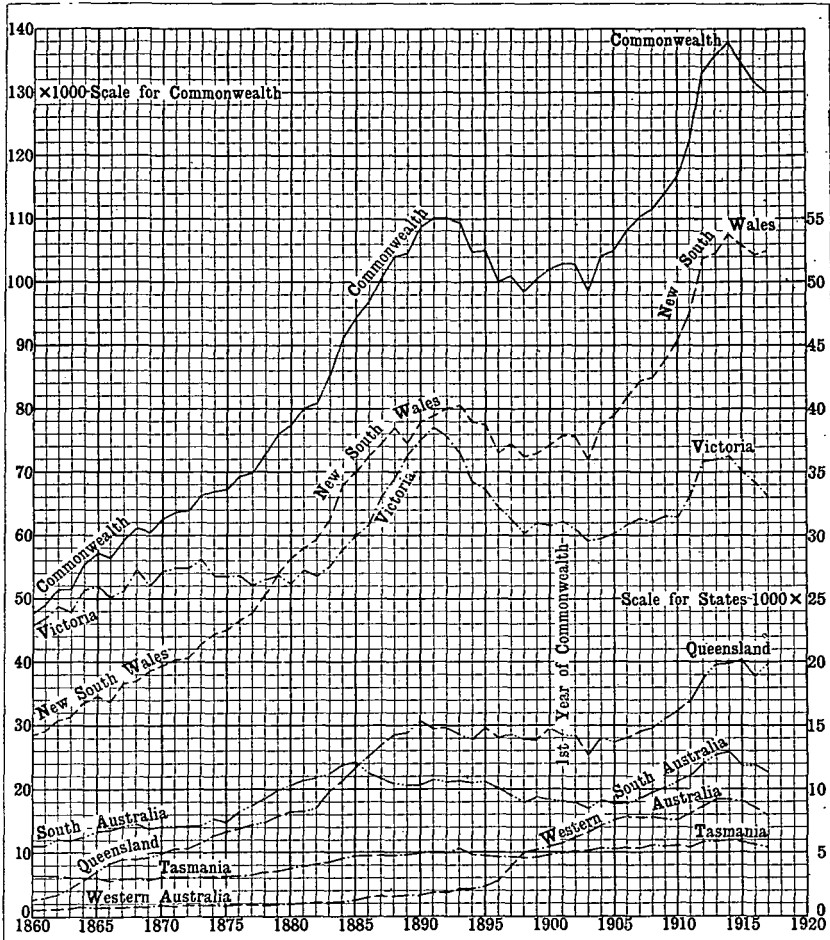 140
Commonwealth
130 ×1000 Scale for Commonwealth
120
110
55
Commonwealth
New South Wales
100
50
90
45
80
40
New South Wales
Victoria
Victoria
70
35
60
30
Commonwealth
1st Year of Commonwealth
50
Scale for States 1000 ×
25
Victoria
Queensland
40
20
New South Wales
30
15
20
South Australia
10
South Australia
Western Australia
Queensland
Tasmania
10
Tasmania
5
Western Australia
0
0
1860 1865 1870 1875 1880 1885 1890 1895 1900 1905 1910 1915 1920